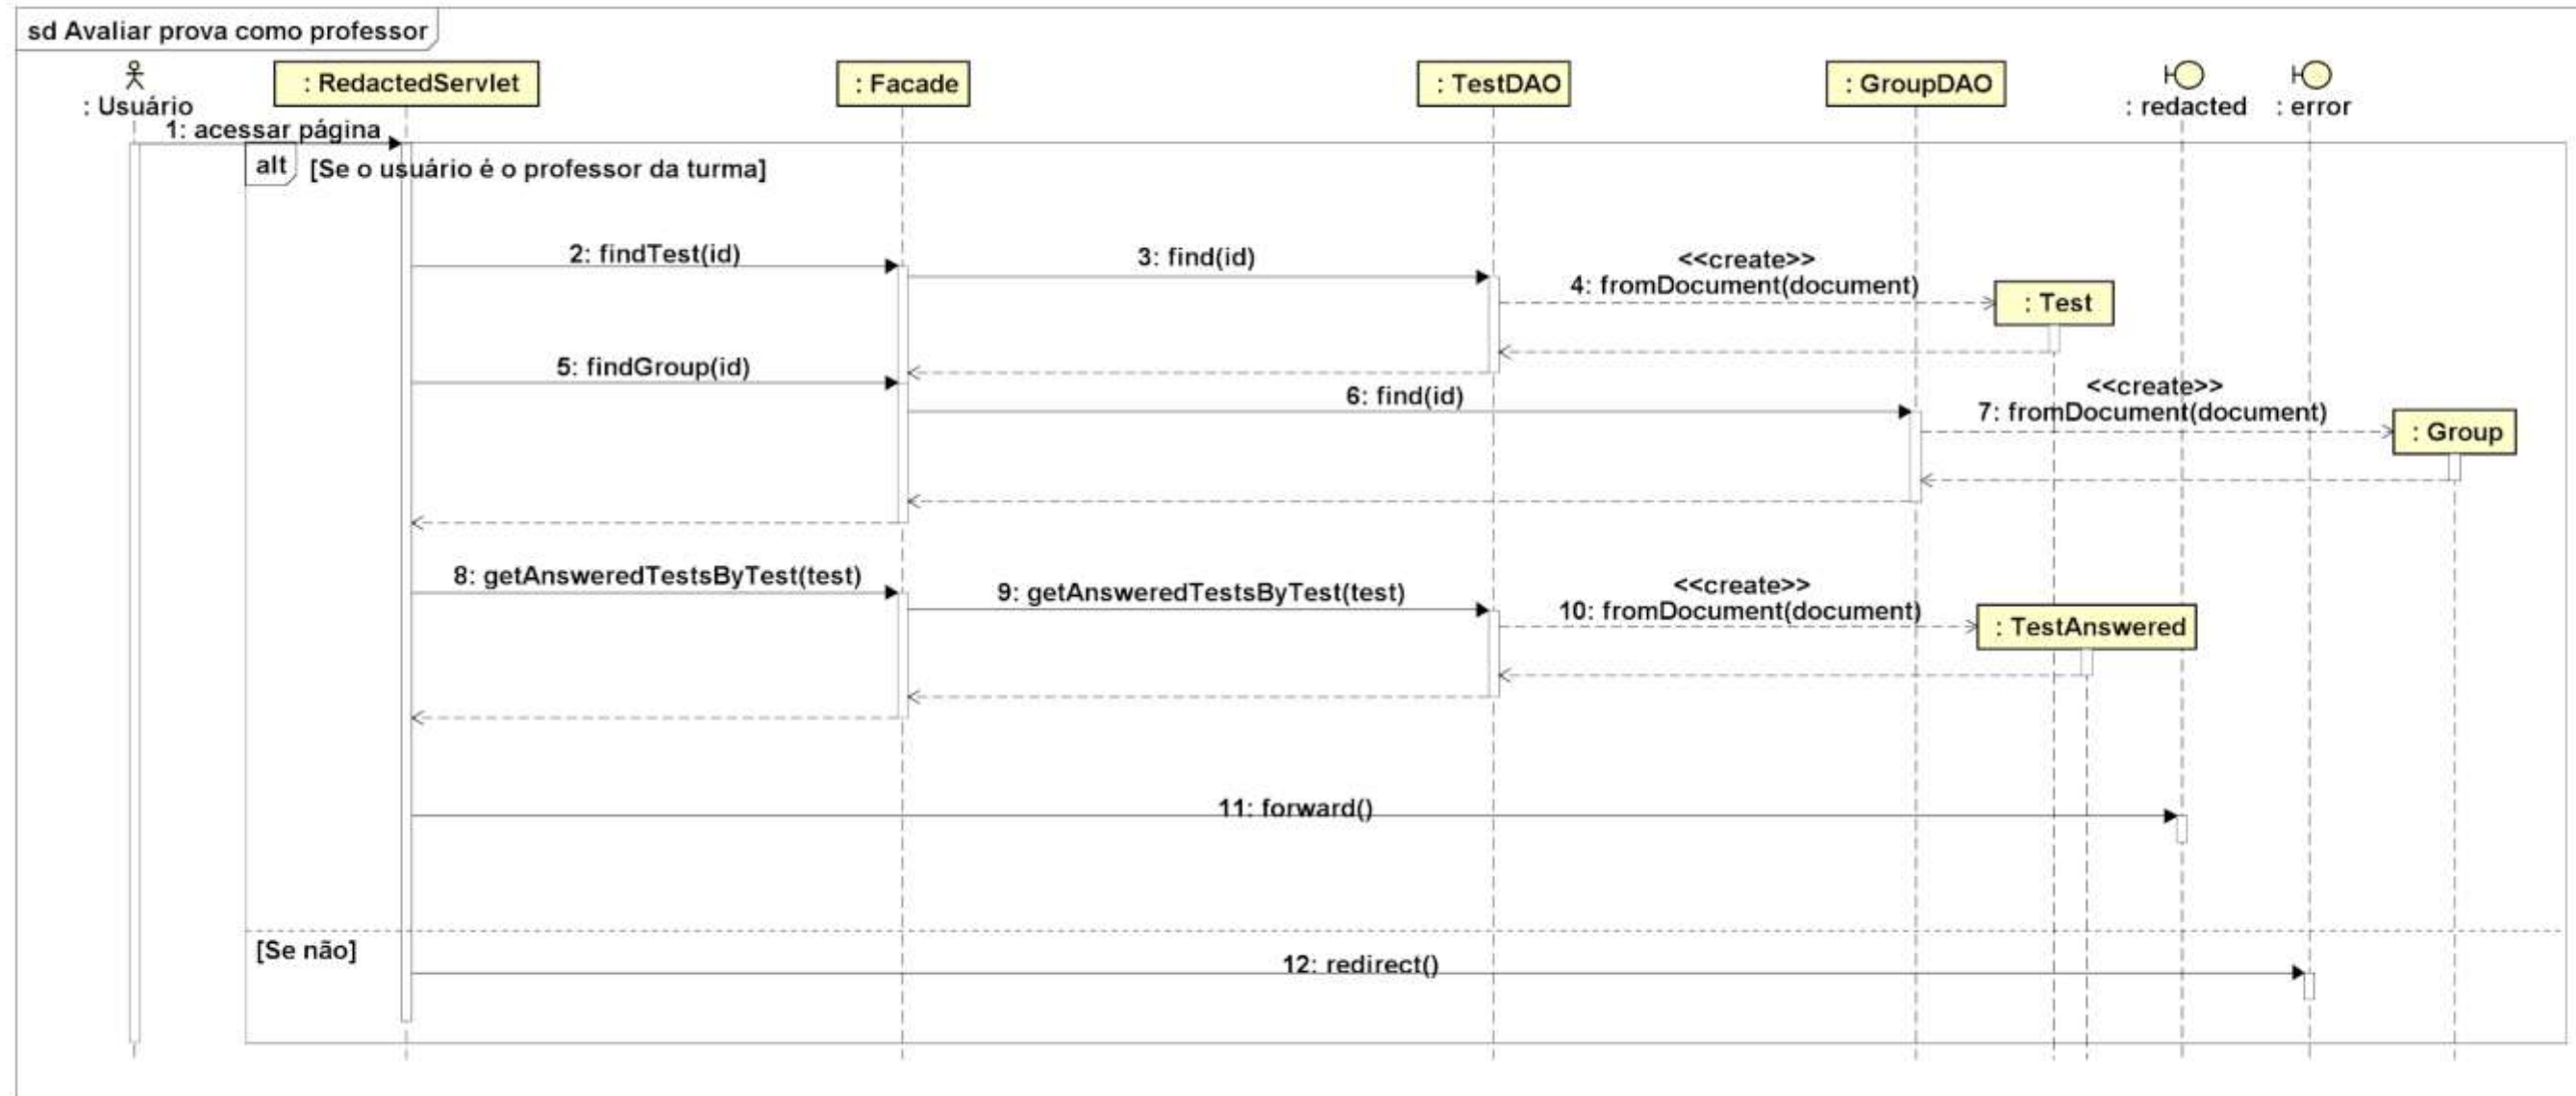 sd Avaliar prova como professor
: Usuário
: RedactedServlet
: Facade
: TestDAO
: GroupDAO
: redacted
: error
1: acessar página
alt
[Se o usuário é o professor da turma]
2: findTest(id)
3: find(id)
<<create>>
4: fromDocument(document)
: Test
5: findGroup(id)
6: find(id)
<<create>>
7: fromDocument(document)
: Group
8: getAnsweredTestsByTest(test)
9: getAnsweredTestsByTest(test)
<<create>>
10: fromDocument(document)
: TestAnswered
11: forward()
[Se não]
12: redirect()